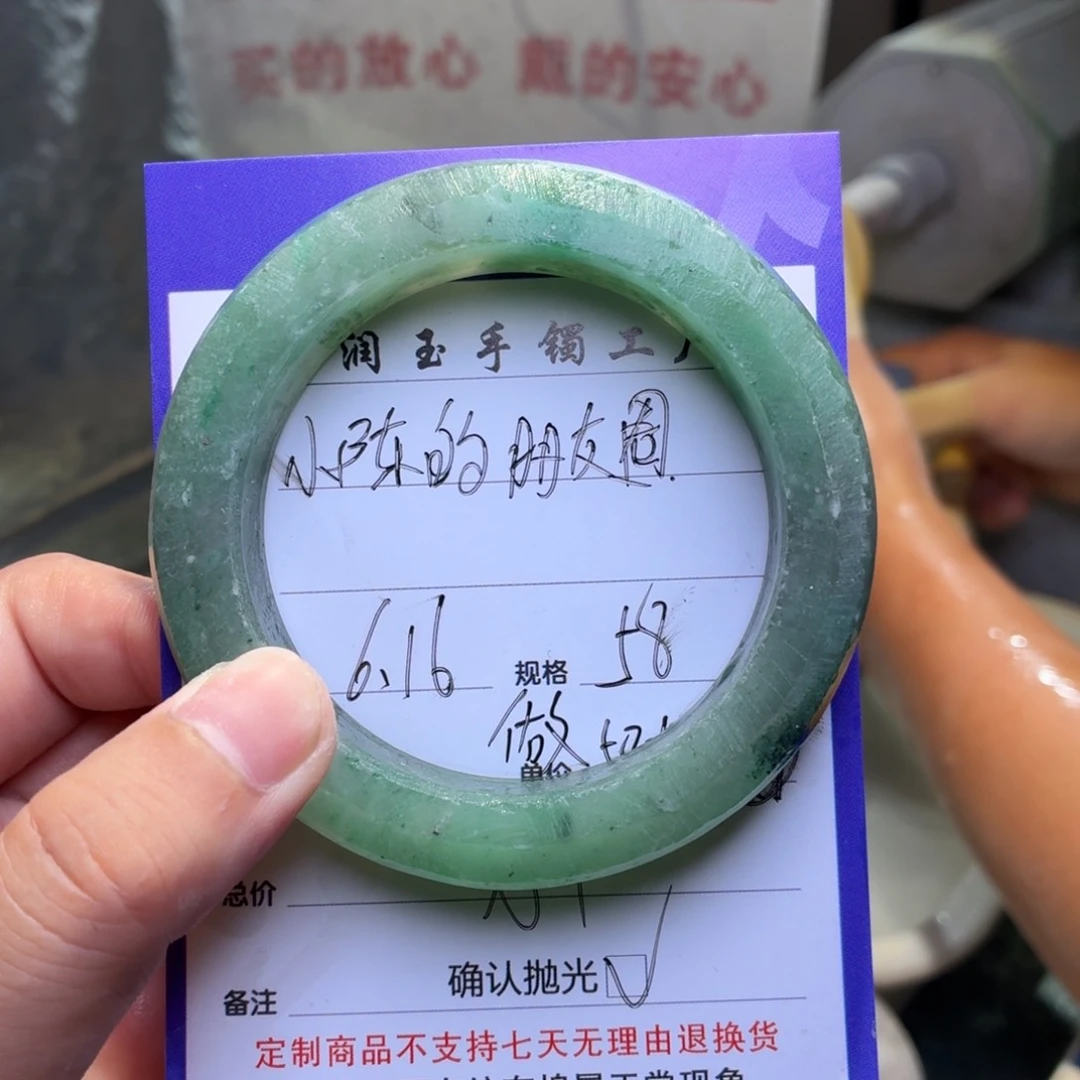 买的放心 戴的安心
润玉手镯工
小陈的朋友圈
6.16 规格 58
做
单价
总价
确认抛光 √
备注
定制商品不支持七天无理由退换货